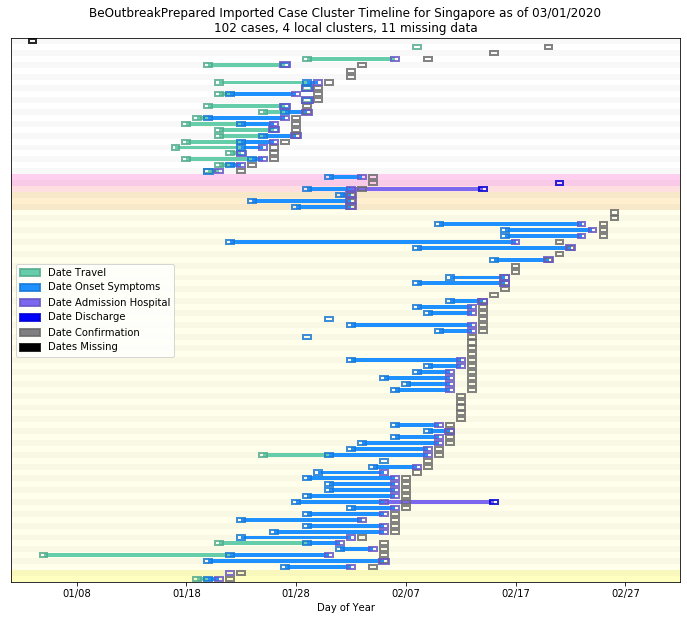 BeOutbreakPrepared Imported Case Cluster Timeline for Singapore as of 03/01/2020
102 cases, 4 local clusters, 11 missing data
Date Travel
Date Onset Symptoms
Date Admission Hospital
Date Discharge
Date Confirmation
Dates Missing
01/08 01/18 01/28 02/07 02/17 02/27
Day of Year